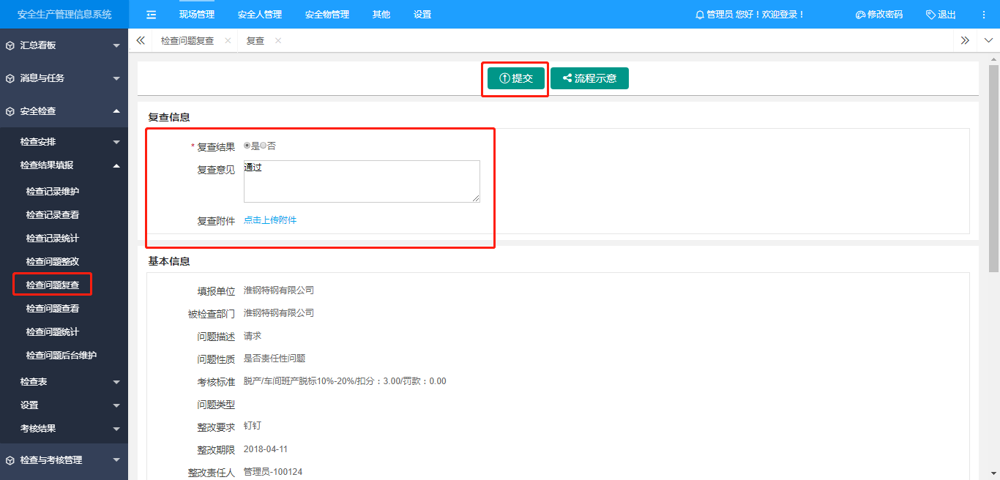 安全生产管理信息系统 现场管理 安全人管理 安全物管理 其他 设置 管理员 您好！欢迎登录！ 修改密码 退出
检查问题复查 复查
汇总看板
消息与任务
安全检查
检查安排
检查结果填报
检查记录维护
检查记录查看
检查记录统计
检查问题整改
检查问题复查
检查问题查看
检查问题统计
检查问题后台维护
检查表
设置
考核结果
检查与考核管理
提交 流程示意
复查信息
* 复查结果 是 否
复查意见 通过
复查附件 点击上传附件
基本信息
填报单位 淮钢特钢有限公司
被检查部门 淮钢特钢有限公司
问题描述 请求
问题性质 是否责任性问题
考核标准 脱产/车间班产脱标10%-20%/扣分：3.00/罚款：0.00
问题类型
整改要求 钉钉
整改期限 2018-04-11
整改责任人 管理员-100124